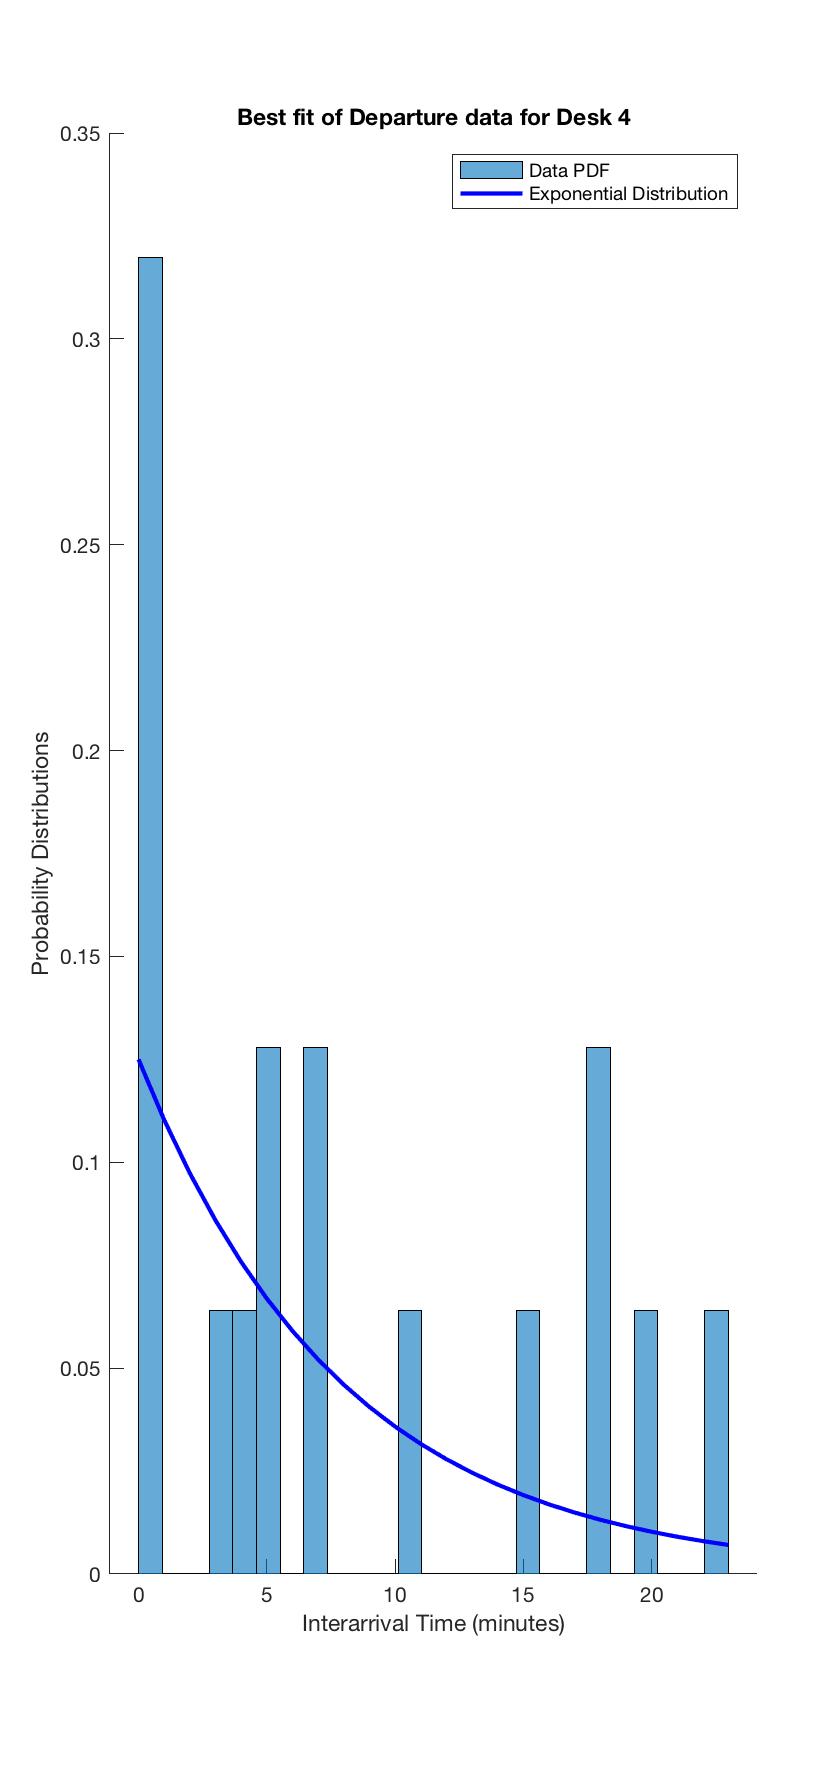 Best fit of Departure data for Desk 4
0.35
Data PDF
Exponential Distribution
0.3
0.25
0.2
0.15
0.1
0.05
0
Probability Distributions
0 5 10 15 20
Interarrival Time (minutes)